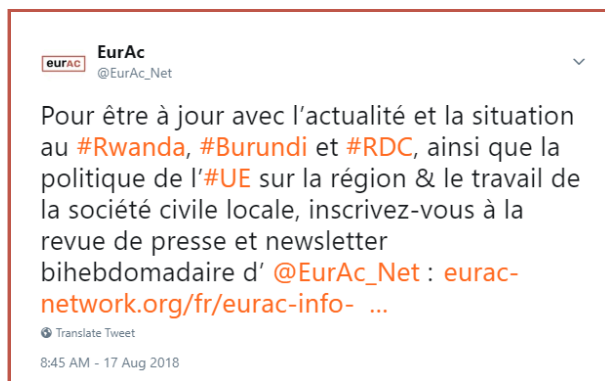 eurac
EurAc
@EurAc_Net
Pour être à jour avec l'actualité et la situation
au #Rwanda, #Burundi et #RDC, ainsi que la
politique de l'#UE sur la région & le travail de
la société civile locale, inscrivez-vous à la
revue de presse et newsletter
bihebdomadaire d' @EurAc_Net : eurac-
network.org/fr/eurac-info- ...
Translate Tweet
8:45 AM - 17 Aug 2018